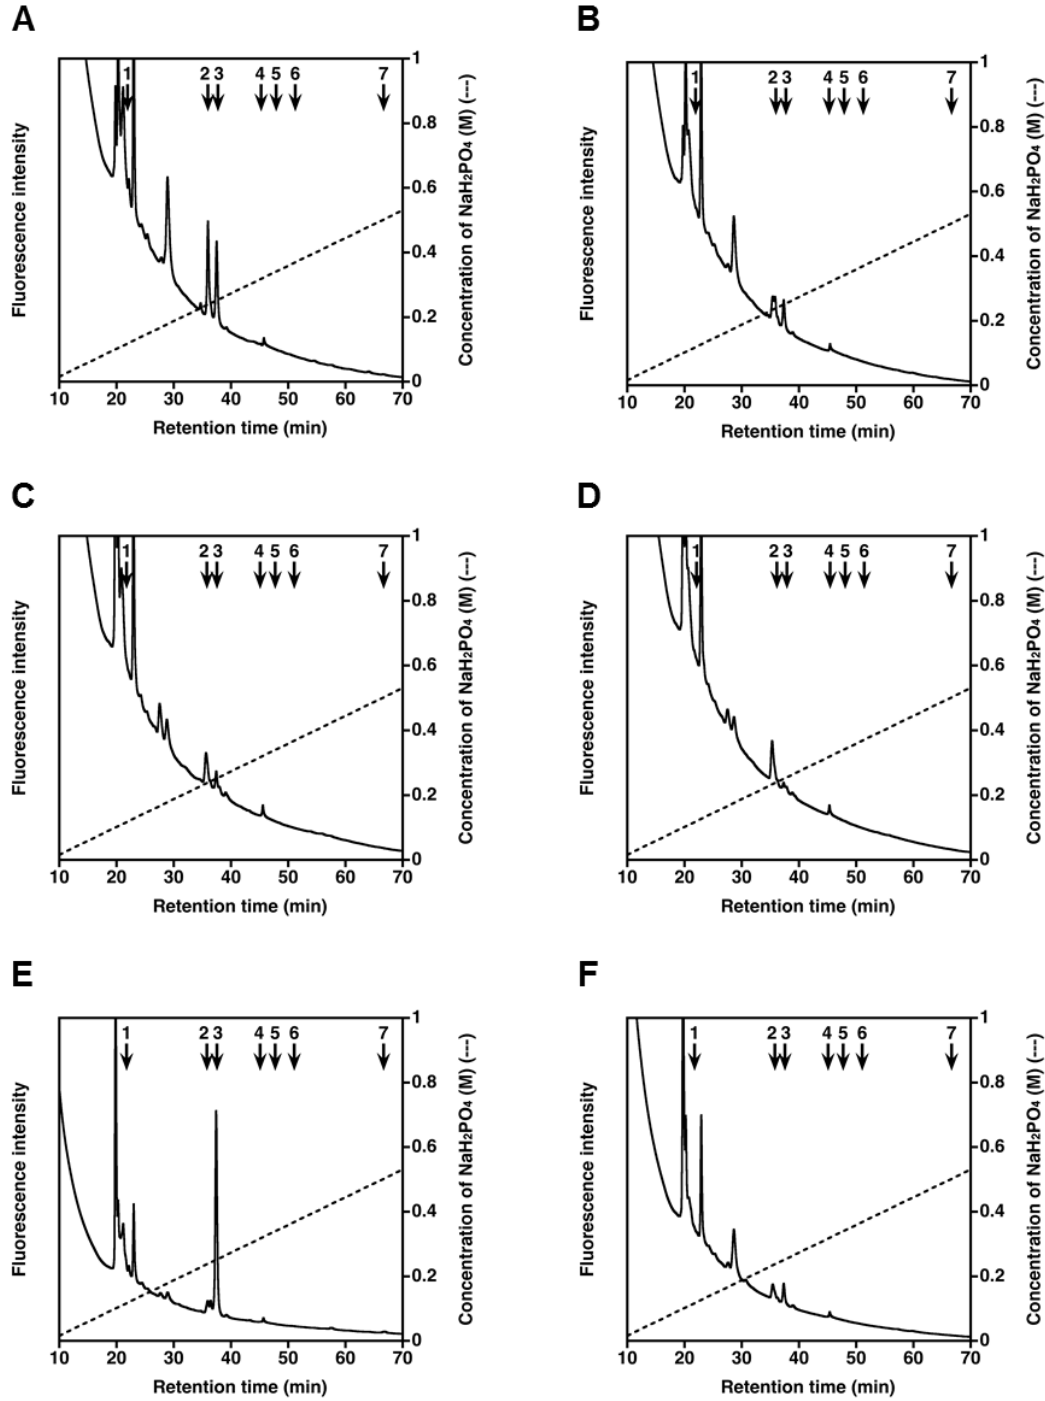 A
1 2 3 4 5 6 7
Fluorescence intensity
1
0.8
0.6
0.4
0.2
0
Concentration of NaH2PO4 (M) (---)
10 20 30 40 50 60 70
Retention time (min)
B
1 2 3 4 5 6 7
Fluorescence intensity
1
0.8
0.6
0.4
0.2
0
Concentration of NaH2PO4 (M) (---)
10 20 30 40 50 60 70
Retention time (min)
C
1 2 3 4 5 6 7
Fluorescence intensity
1
0.8
0.6
0.4
0.2
0
Concentration of NaH2PO4 (M) (---)
10 20 30 40 50 60 70
Retention time (min)
D
1 2 3 4 5 6 7
Fluorescence intensity
1
0.8
0.6
0.4
0.2
0
Concentration of NaH2PO4 (M) (---)
10 20 30 40 50 60 70
Retention time (min)
E
1 2 3 4 5 6 7
Fluorescence intensity
1
0.8
0.6
0.4
0.2
0
Concentration of NaH2PO4 (M) (---)
10 20 30 40 50 60 70
Retention time (min)
F
1 2 3 4 5 6 7
Fluorescence intensity
1
0.8
0.6
0.4
0.2
0
Concentration of NaH2PO4 (M) (---)
10 20 30 40 50 60 70
Retention time (min)